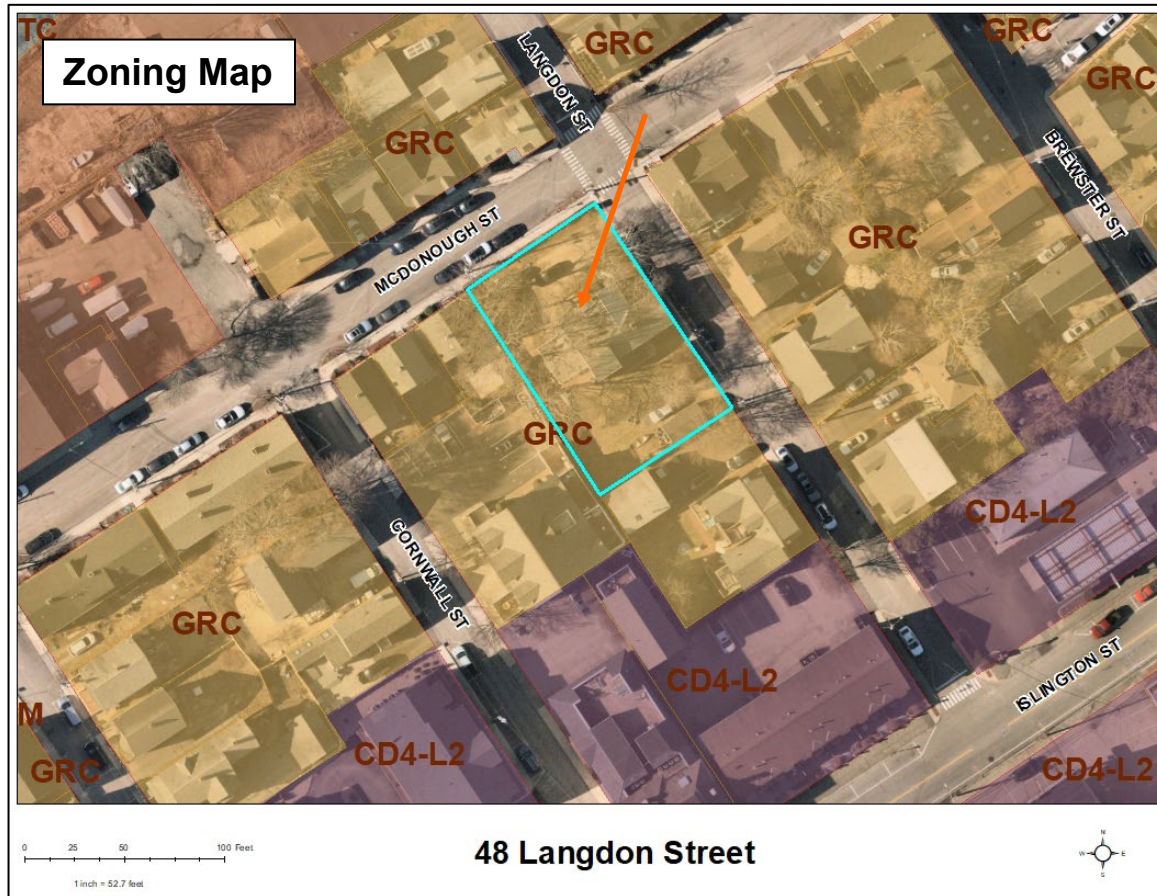 TC
Zoning Map
LANGDON ST
GRC
GRC
GRC
GRC
BREWSTER ST
MCDONOUGH ST
GRC
GRC
CORNWALL ST
CD4-L2
GRC
CD4-L2
ISLINGTON ST
M
GRC
CD4-L2
CD4-L2
0 25 50 100 Feet
1 inch = 52.7 feet
48 Langdon Street
N
W E
S